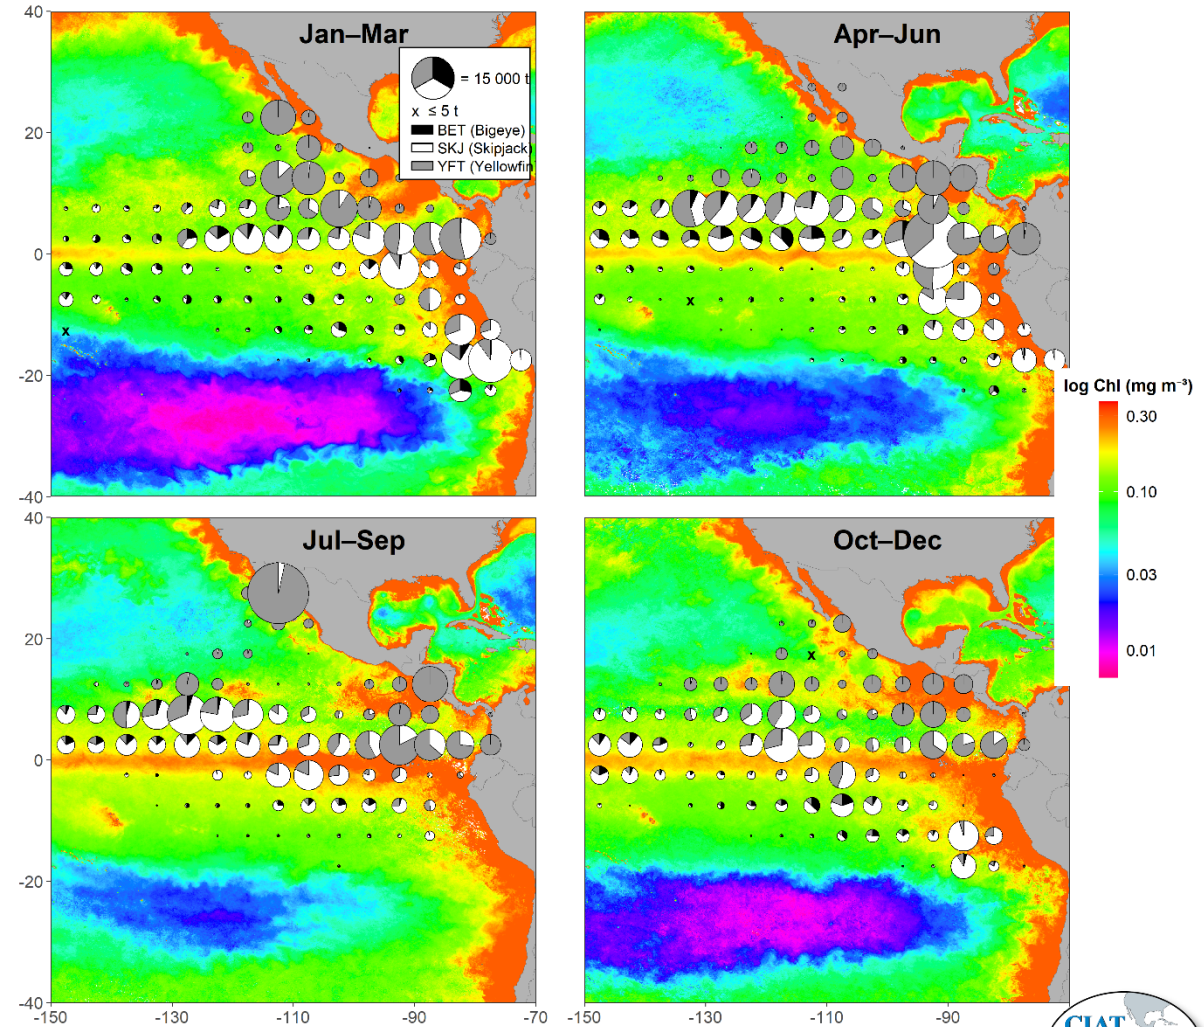 40
20
0
-20
-40
Jan–Mar
= 15 000 t
x ≤ 5 t
BET (Bigeye)
SKJ (Skipjack)
YFT (Yellowfin
x
Apr–Jun
x
log Chl (mg m⁻³)
0.30
0.10
0.03
0.01
40
20
0
-20
-40
Jul–Sep
-150
-130
-110
-90
-70
Oct–Dec
x
-150
-130
-110
-90
CIAT